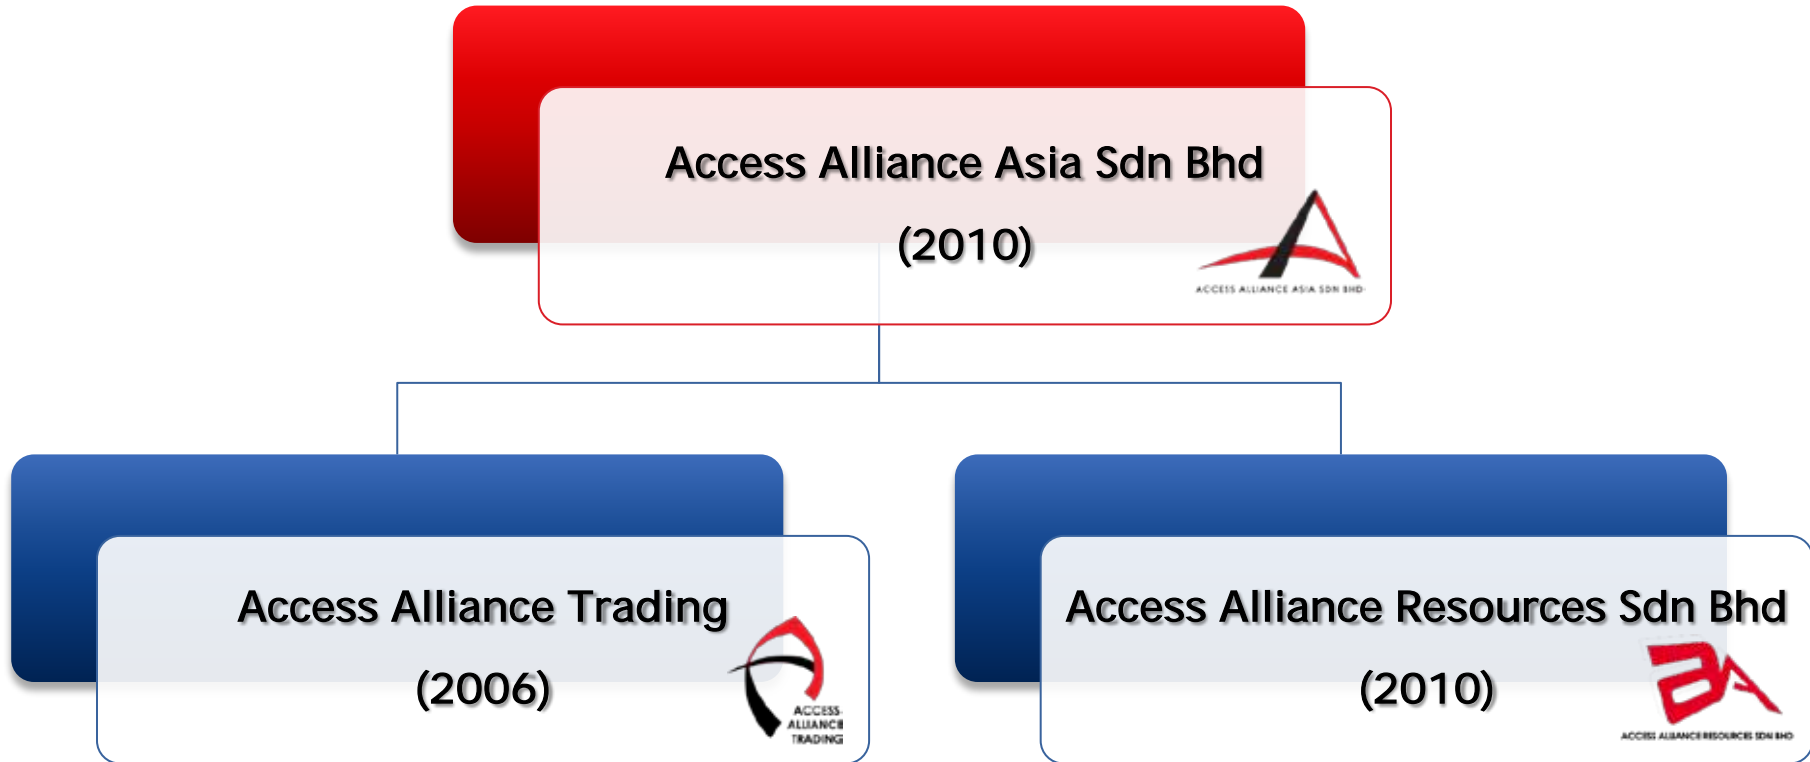 Access Alliance Asia Sdn Bhd
(2010)
ACCESS ALLIANCE ASIA SDN BHD
Access Alliance Trading
(2006)
ACCESS
ALLIANCE
TRADING
Access Alliance Resources Sdn Bhd
(2010)
ACCESS ALLIANCE RESOURCES SDN BHD